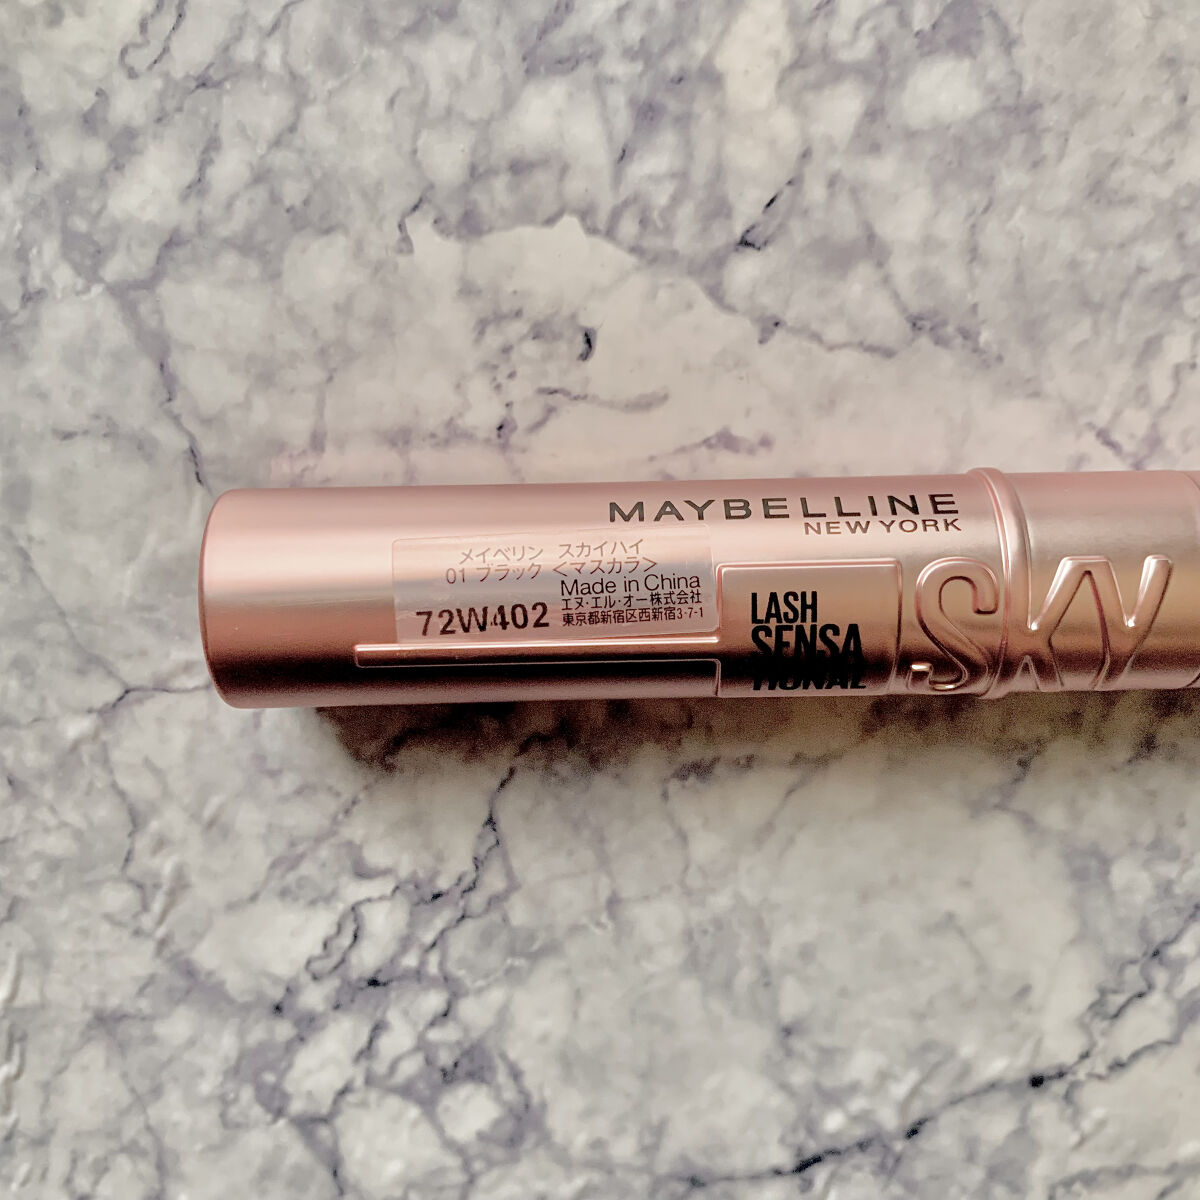 MAYBELLINE
NEW YORK
メイベリン スカイハイ
01 ブラック <マスカラ>
Made in China
エヌ・エル・オー株式会社
72W402 東京都新宿区西新宿3-7-1
LASH
SENSA
TIONAL
SKY